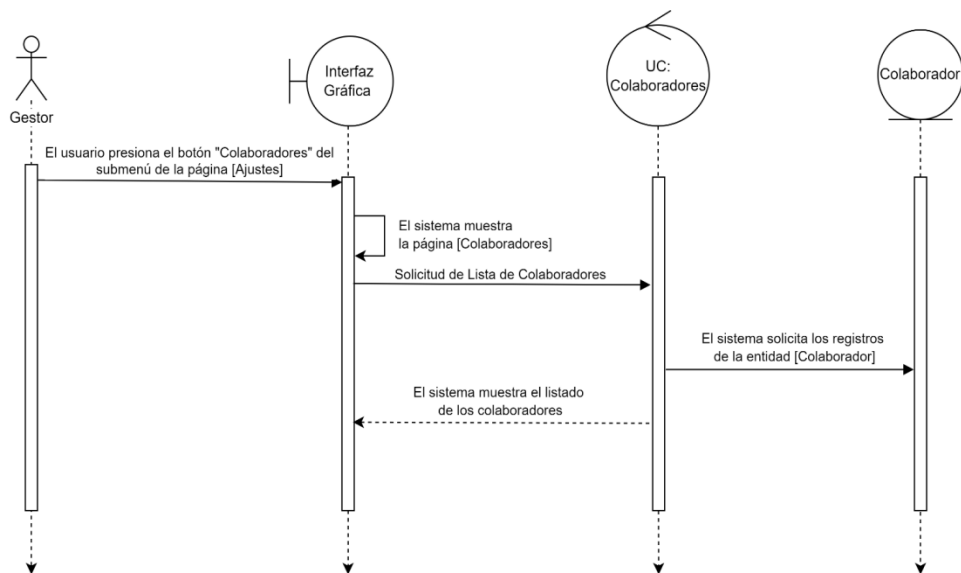 Gestor
Interfaz
Gráfica
UC:
Colaboradores
Colaborador
El usuario presiona el botón "Colaboradores" del
submenú de la página [Ajustes]
El sistema muestra
la página [Colaboradores]
Solicitud de Lista de Colaboradores
El sistema solicita los registros
de la entidad [Colaborador]
El sistema muestra el listado
de los colaboradores